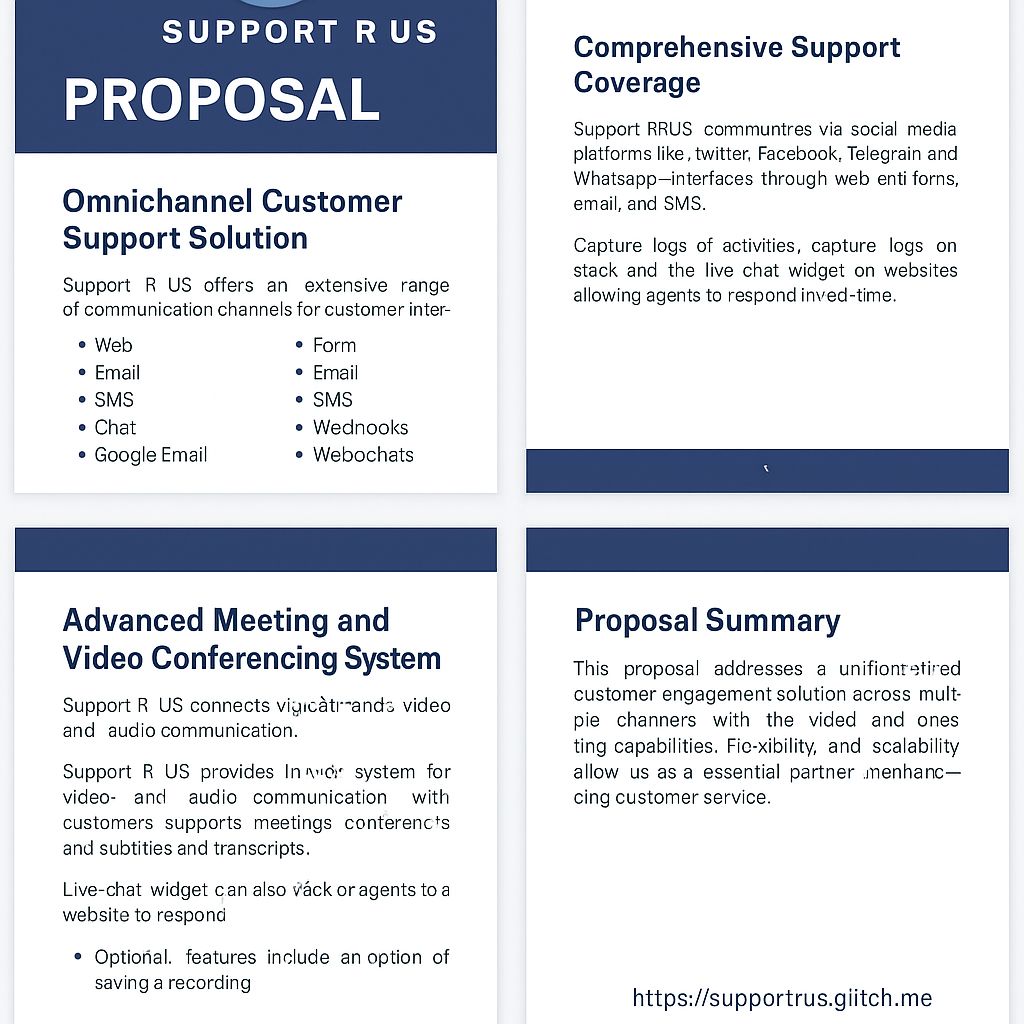 SUPPORT R US
PROPOSAL
Omnichannel Customer
Support Solution
Support R US offers an extensive range
of communication channels for customer inter-
• Web
• Email
• SMS
• Chat
• Google Email
• Form
• Email
• SMS
• Wednooks
• Webochats
Comprehensive Support
Coverage
Support RRUS communtres via social media
platforms like, twitter, Facebook, Telegrain and
Whatsapp—interfaces through web enti forns,
email, and SMS.
Capture logs of activities, capture logs on
stack and the live chat widget on websites
allowing agents to respond inved-time.
Advanced Meeting and
Video Conferencing System
Support R US connects video
and audio communication.
Support R US provides system for
video- and audio communication with
customers supports meetings
and subtities and transcripts.
Live-chat widget can also or agents to a
website to respond
• Optional. features include an option of
saving a recording
Proposal Summary
This proposal addresses a
customer engagement solution across mult-
pie channers with the vided and ones
ting capabilities. Fio-xibility, and scalability
allow us as a essential partner
cing customer service.
https://supportrus.giitch.me